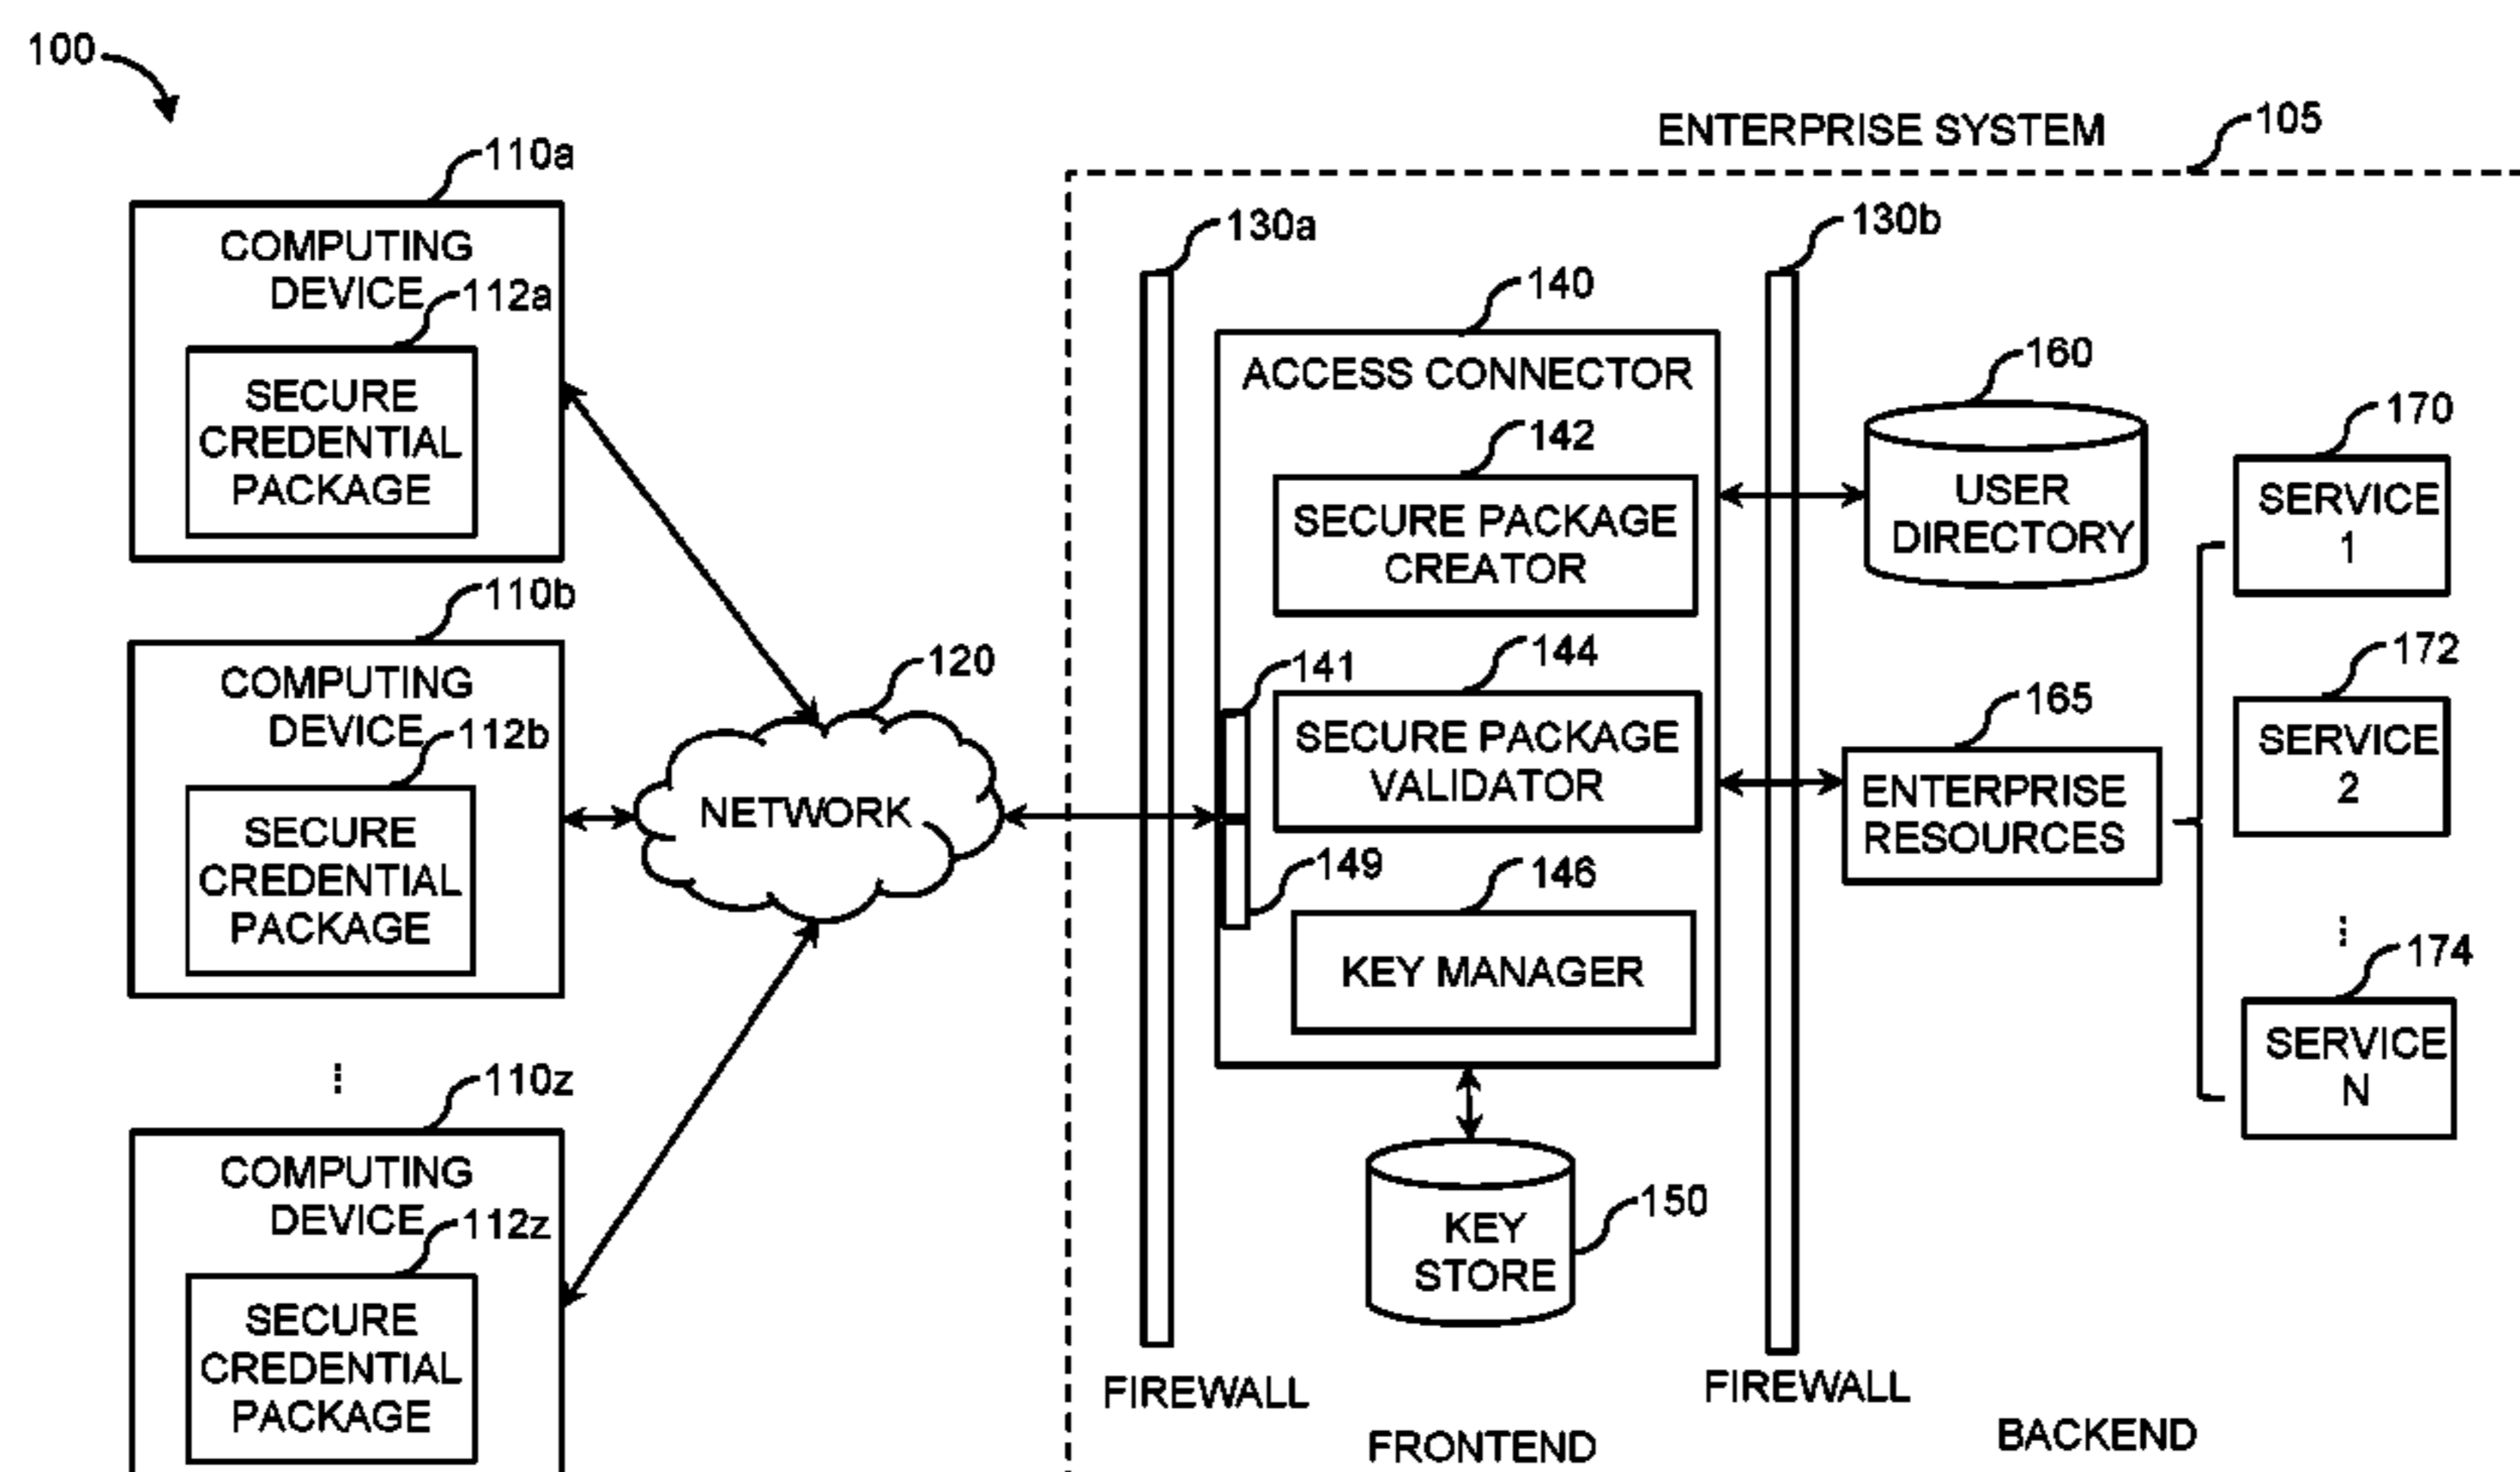 100
110a
COMPUTING
DEVICE
112a
SECURE
CREDENTIAL
PACKAGE
110b
COMPUTING
DEVICE
112b
SECURE
CREDENTIAL
PACKAGE
110z
COMPUTING
DEVICE
112z
SECURE
CREDENTIAL
PACKAGE
120
NETWORK
ENTERPRISE SYSTEM
105
130a
FIREWALL
140
ACCESS CONNECTOR
142
SECURE PACKAGE
CREATOR
141
144
SECURE PACKAGE
VALIDATOR
149
146
KEY MANAGER
150
KEY
STORE
FRONTEND
130b
FIREWALL
160
USER
DIRECTORY
165
ENTERPRISE
RESOURCES
170
SERVICE
1
172
SERVICE
2
174
SERVICE
N
BACKEND